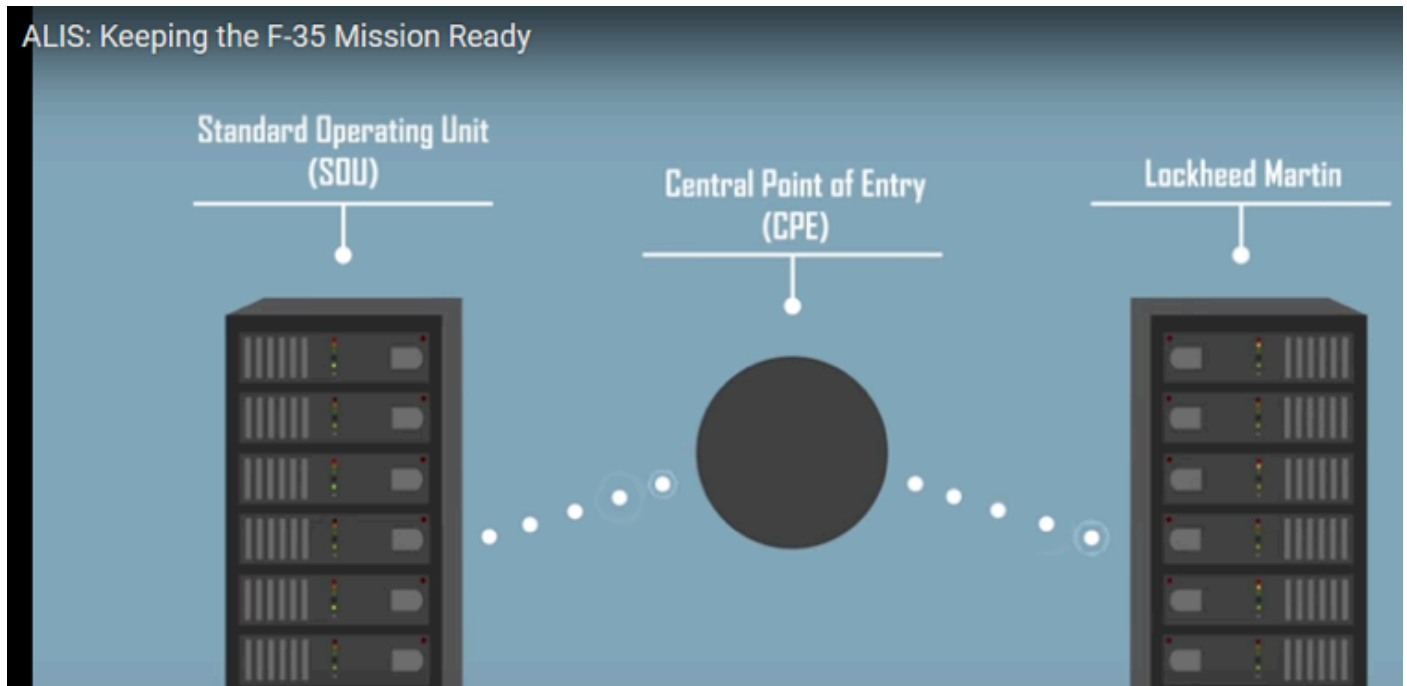 ALIS: Keeping the F-35 Mission Ready
Standard Operating Unit
(SOU)
Central Point of Entry
(CPE)
Lockheed Martin